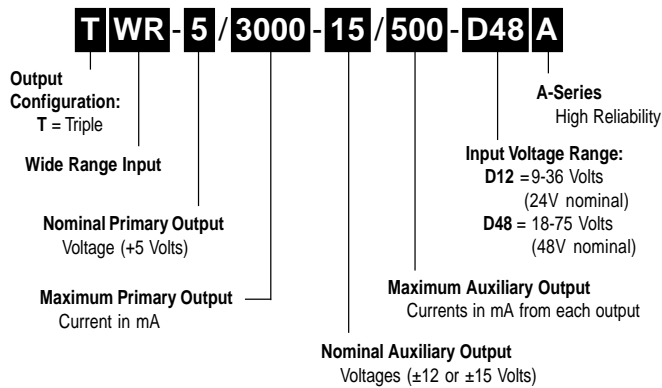 T WR - 5 / 3000 - 15 / 500 - D48 A
Output
Configuration:
T = Triple
Wide Range Input
Nominal Primary Output
Voltage (+5 Volts)
Maximum Primary Output
Current in mA
A-Series
High Reliability
Input Voltage Range:
D12 = 9-36 Volts
(24V nominal)
D48 = 18-75 Volts
(48V nominal)
Maximum Auxiliary Output
Currents in mA from each output
Nominal Auxiliary Output
Voltages (±12 or ±15 Volts)